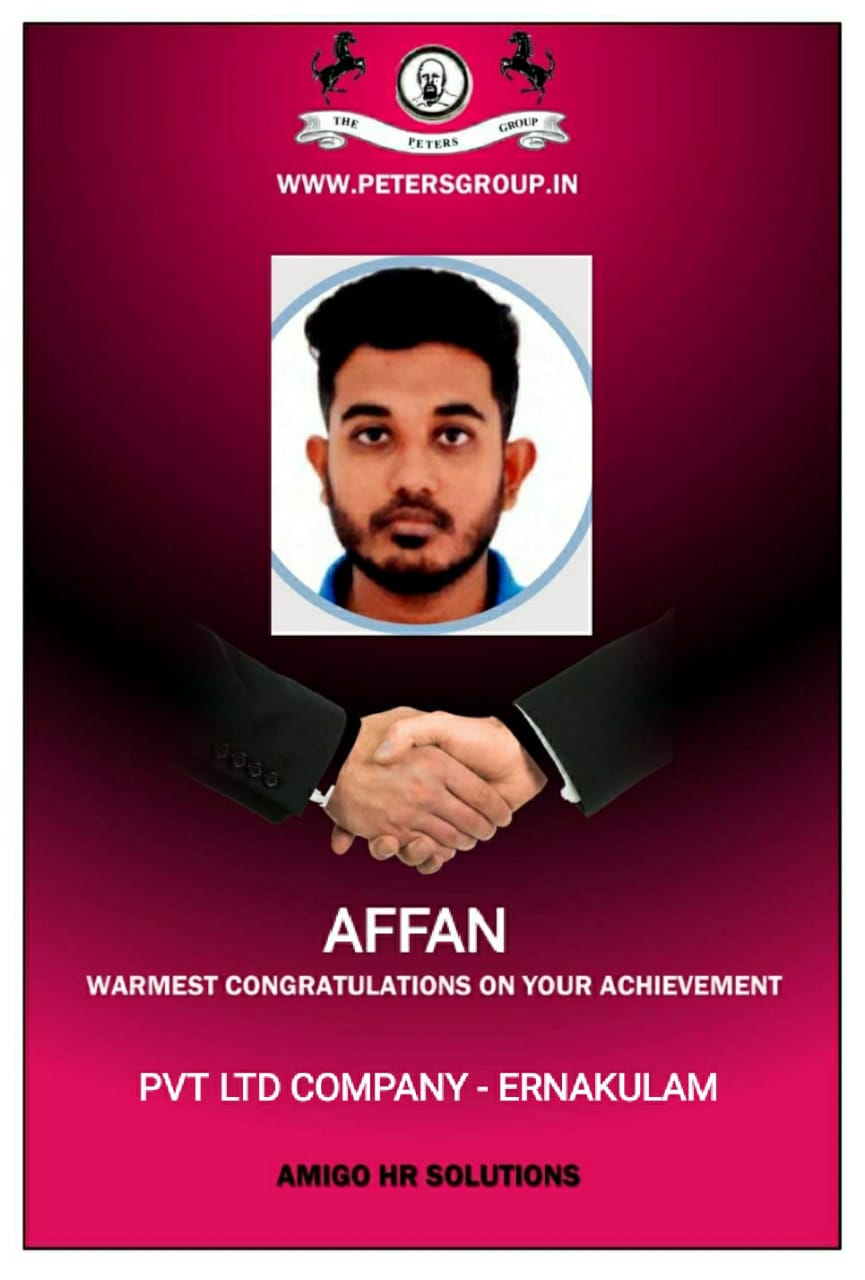 THE PETERS GROUP
WWW.PETERSGROUP.IN
AFFAN
WARMEST CONGRATULATIONS ON YOUR ACHIEVEMENT
PVT LTD COMPANY - ERNAKULAM
AMIGO HR SOLUTIONS